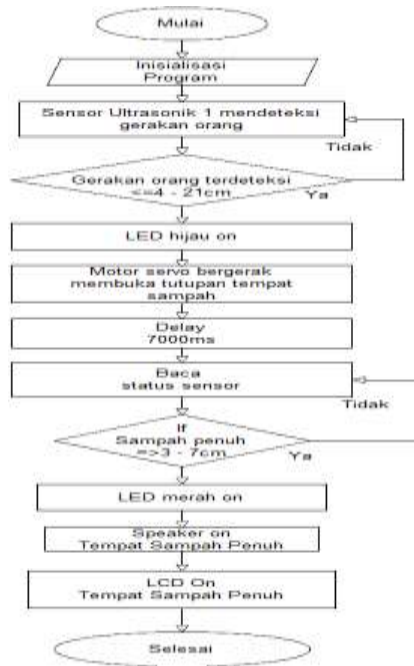 Mulai
Inisialisasi
Program
Sensor Ultrasonik 1 mendeteksi
gerakan orang
Tidak
Gerakan orang terdeteksi
<=4 - 21cm
Ya
LED hijau on
Motor servo bergerak
membuka tutupan tempat
sampah
Delay
7000ms
Baca
status sensor
Tidak
If
Sampah penuh
=>3 - 7cm
Ya
LED merah on
Speaker on
Tempat Sampah Penuh
LCD On
Tempat Sampah Penuh
Selesai